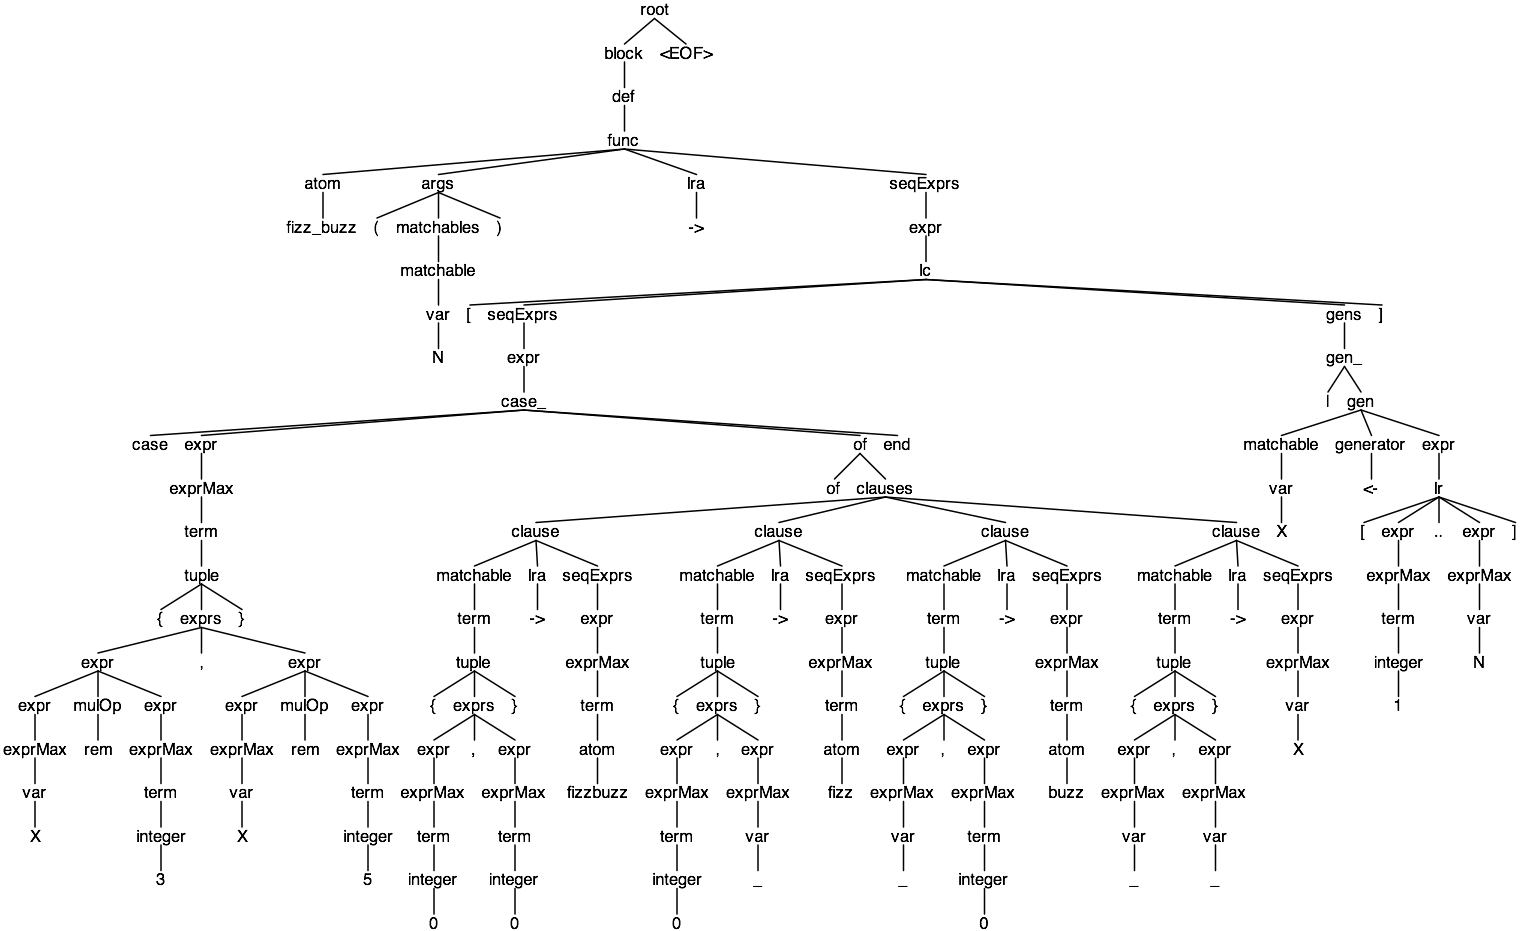 root
block <EOF>
def
func
atom args lra seqExprs
fizz_buzz ( matchables ) -> expr
matchable lc
var [ seqExprs gens ]
N expr gen_
case_ | gen
case expr of end matchable generator expr
exprMax of clauses var <- lr
term clause clause clause clause X [ expr .. expr ]
tuple matchable lra seqExprs matchable lra seqExprs matchable lra seqExprs matchable lra seqExprs exprMax exprMax
{ exprs } term -> expr term -> expr term -> expr term -> expr term var
expr , expr tuple exprMax tuple exprMax tuple exprMax tuple exprMax integer N
expr mulOp expr expr mulOp expr { exprs } term { exprs } term { exprs } term { exprs } var 1
exprMax rem exprMax exprMax rem exprMax expr , expr atom expr , expr atom expr , expr atom expr , expr X
var term var term exprMax exprMax fizzbuzz exprMax exprMax fizz exprMax exprMax buzz exprMax exprMax
X integer X integer term term term var var term var var
3 5 integer integer integer _ _ integer _ _
0 0 0 0